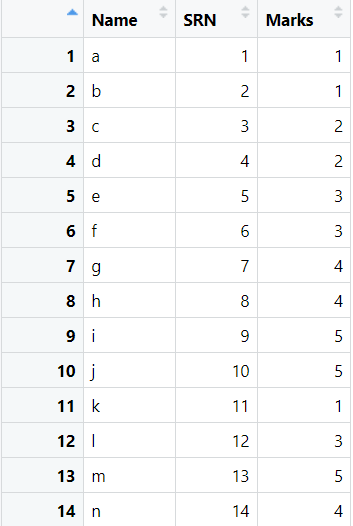 Name SRN Marks
1 a 1 1
2 b 2 1
3 c 3 2
4 d 4 2
5 e 5 3
6 f 6 3
7 g 7 4
8 h 8 4
9 i 9 5
10 j 10 5
11 k 11 1
12 l 12 3
13 m 13 5
14 n 14 4